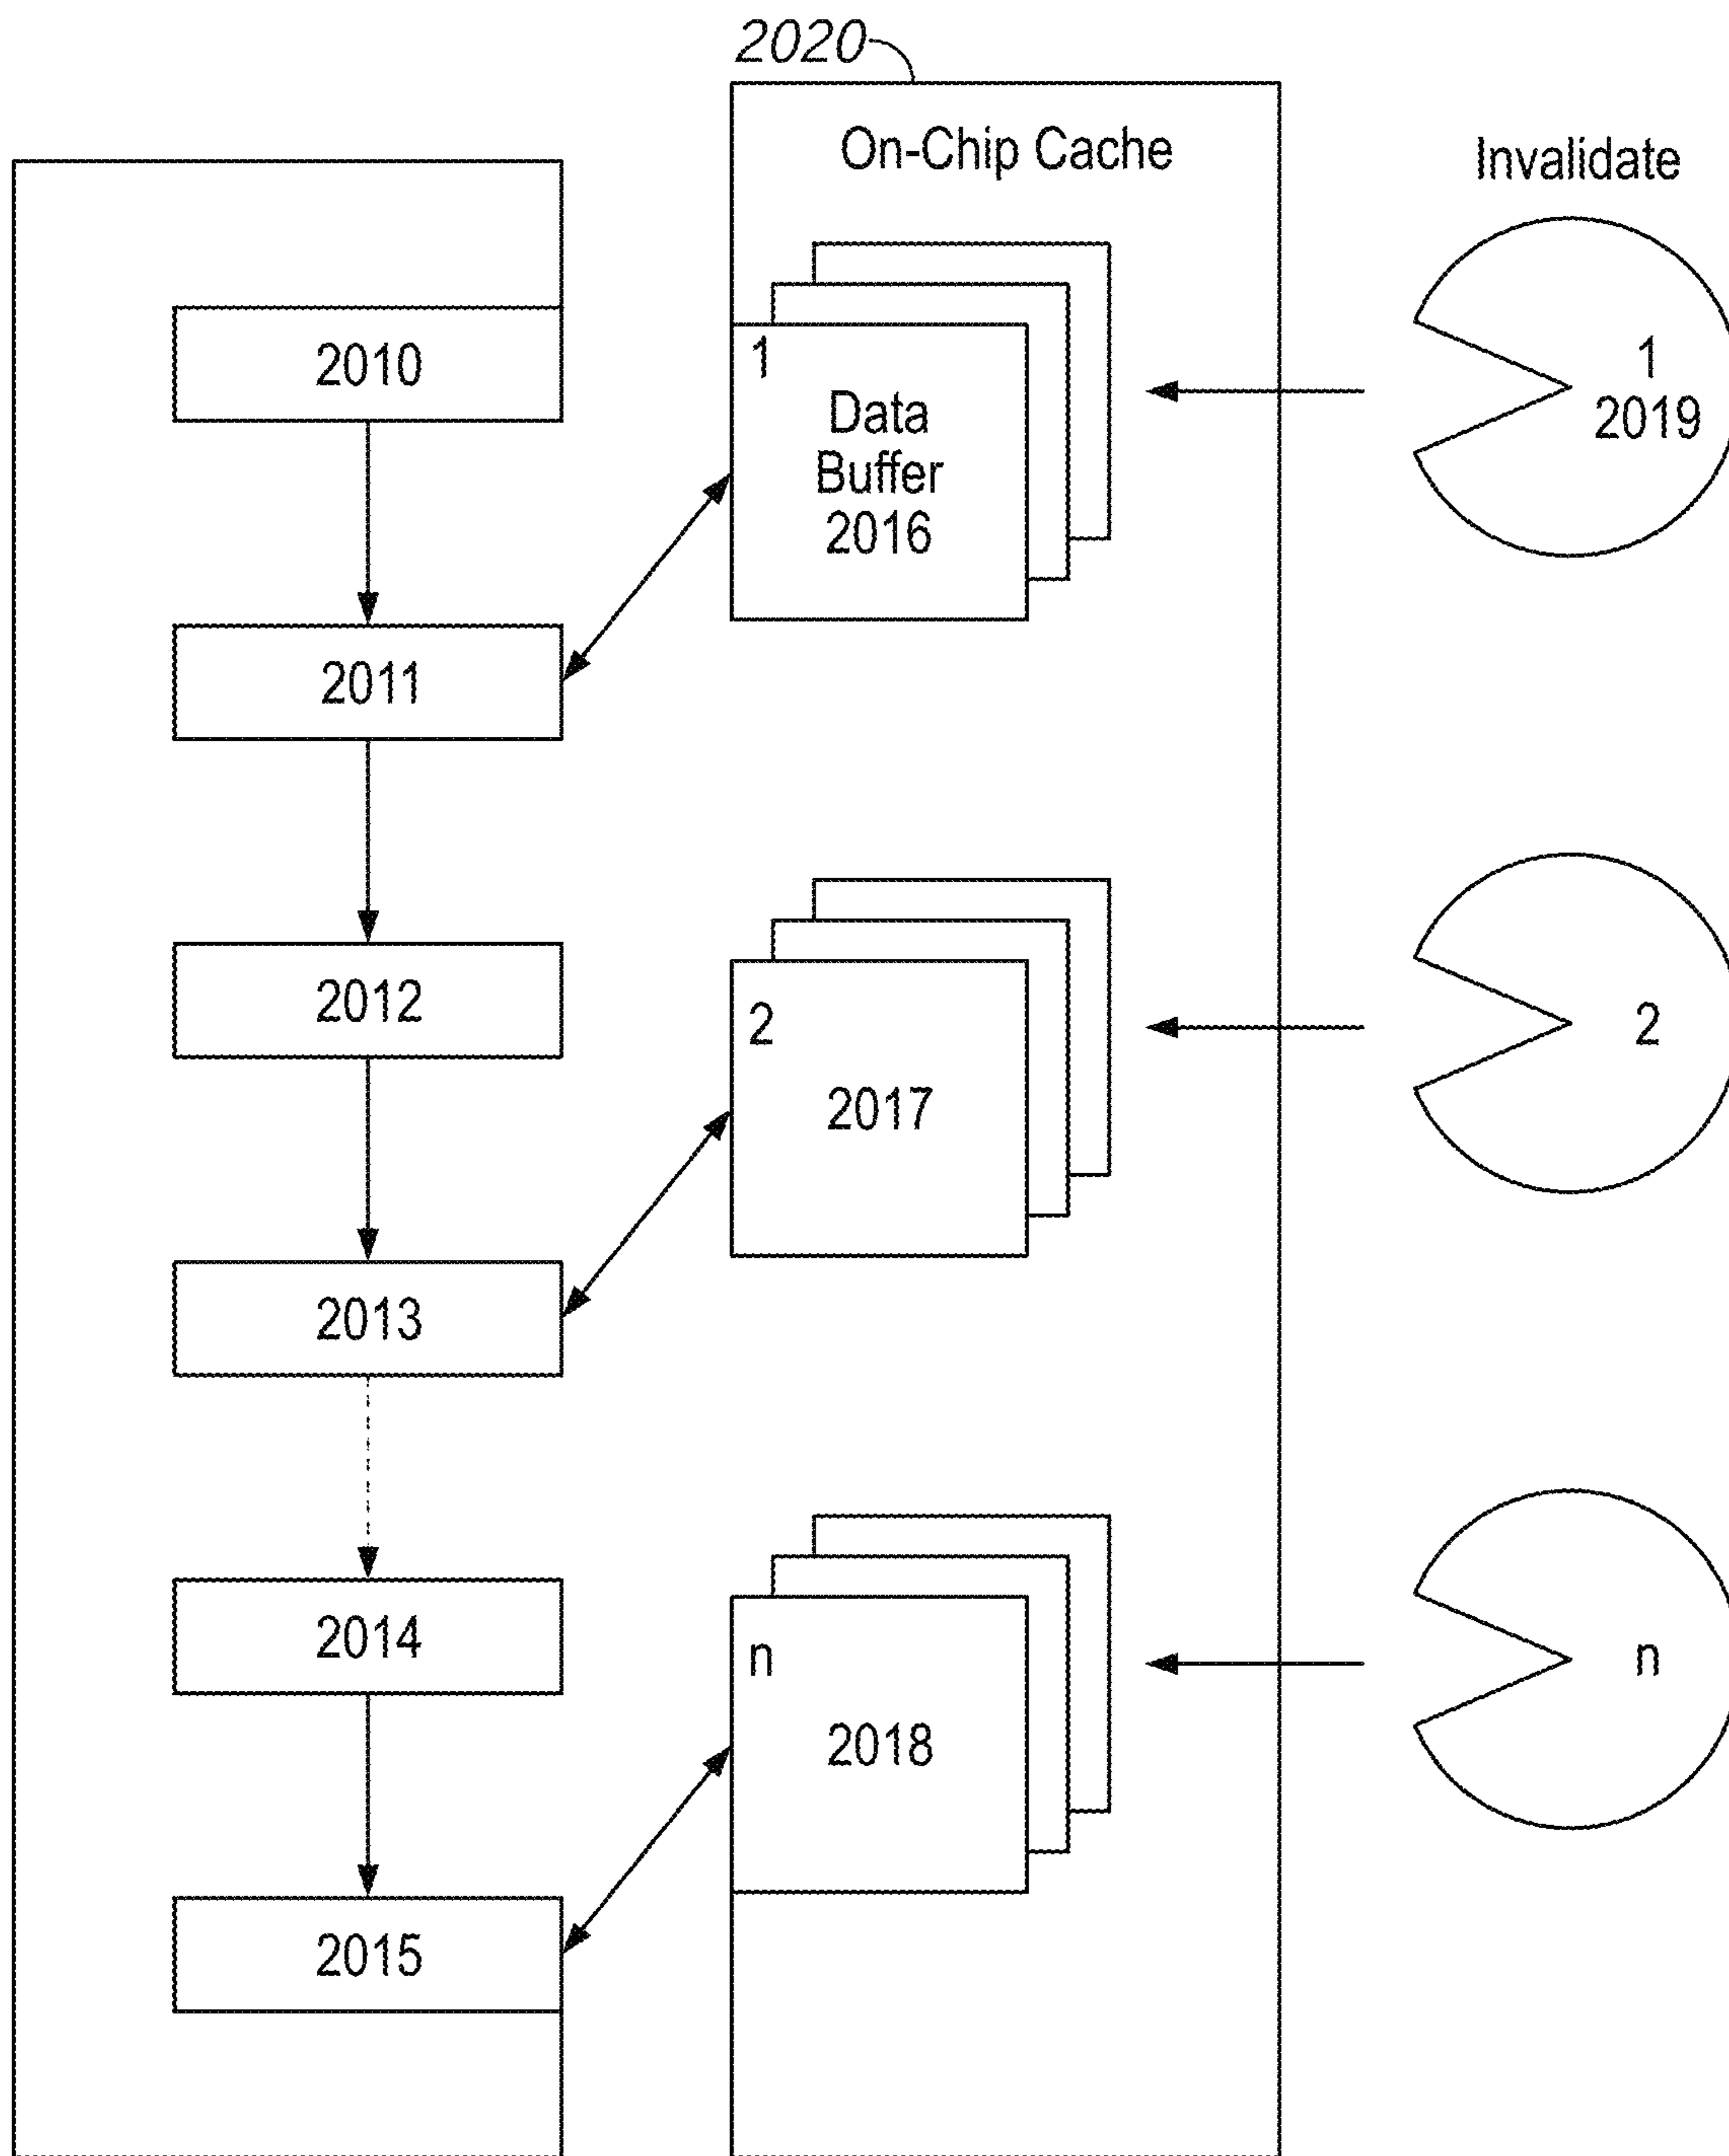 2020
On-Chip Cache
Invalidate
2010
1
Data
Buffer
2016
1
2019
2011
2012
2
2017
2
2013
2014
n
2018
n
2015